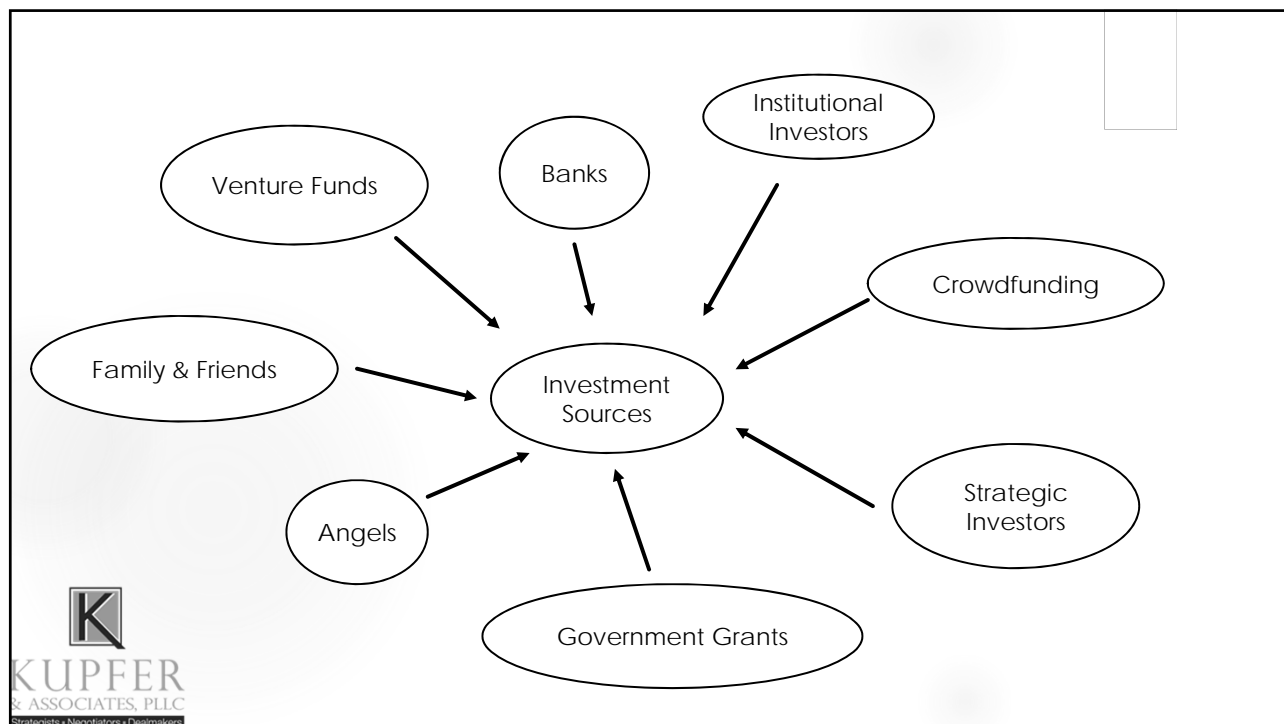 Institutional
Investors
Banks
Venture Funds
Crowdfunding
Family & Friends
Investment
Sources
Strategic
Investors
Angels
Government Grants
K
KUPFER
& ASSOCIATES, PLLC
Strategists • Negotiators • Dealmakers